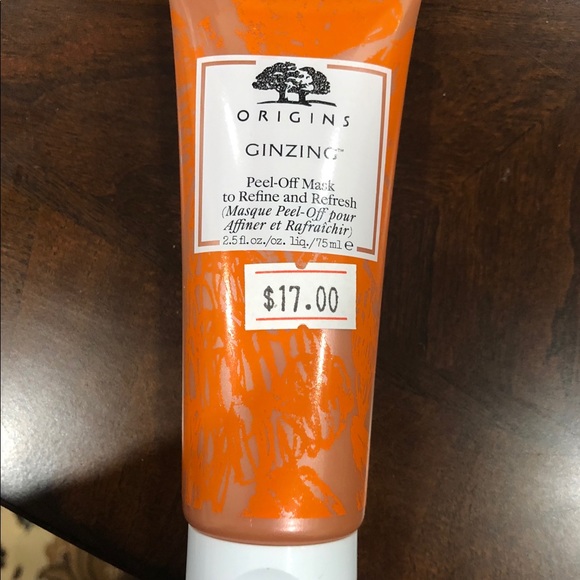 ORIGINS
GINZING™
Peel-Off Mask
to Refine and Refresh
(Masque Peel-Off pour
Affiner et Rafraîchir)
2.5 fl.oz./oz. liq./75 ml e
$17.00